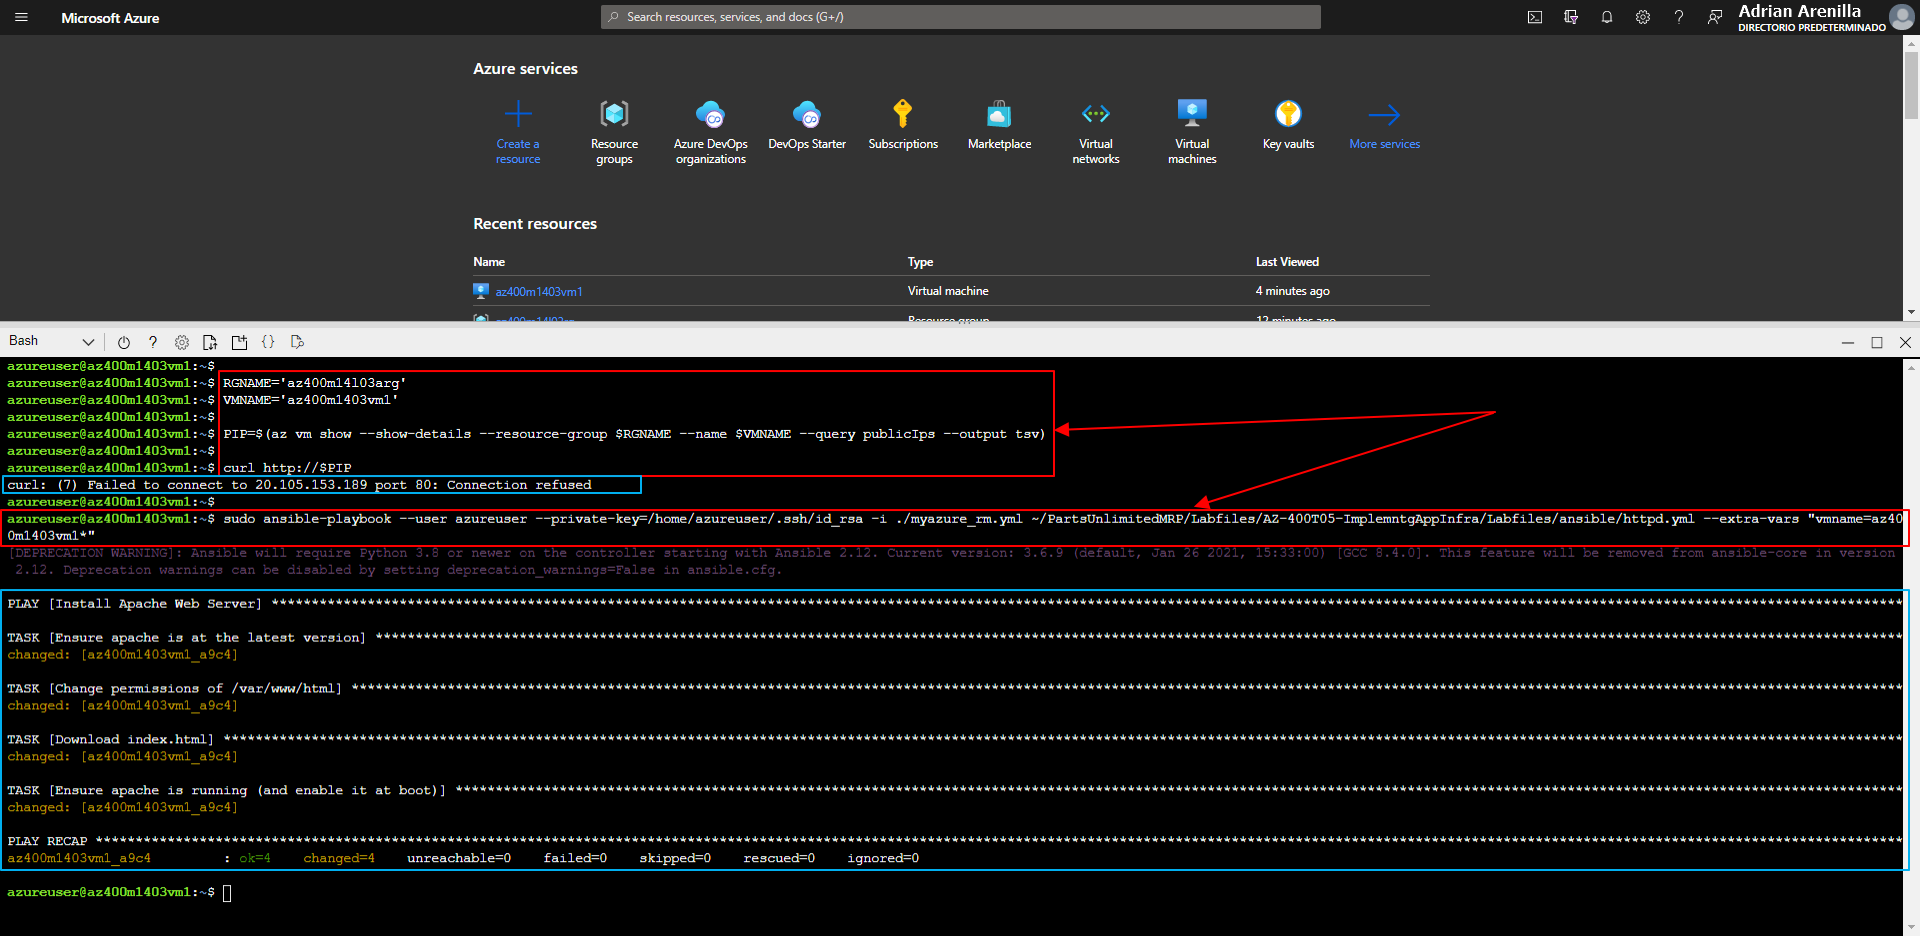 Microsoft Azure
Search resources, services, and docs (G+/)
Adrian Arenilla
DIRECTORIO PREDETERMINADO
Azure services
Create a resource
Resource groups
Azure DevOps organizations
DevOps Starter
Subscriptions
Marketplace
Virtual networks
Virtual machines
Key vaults
More services
Recent resources
Name Type Last Viewed
az400m1403vm1 Virtual machine 4 minutes ago
az400m14l03rg Resource group 12 minutes ago
Bash
azureuser@az400m1403vm1:~$
azureuser@az400m1403vm1:~$ RGNAME='az400m14l03arg'
azureuser@az400m1403vm1:~$ VMNAME='az400m1403vm1'
azureuser@az400m1403vm1:~$
azureuser@az400m1403vm1:~$ PIP=$(az vm show --show-details --resource-group $RGNAME --name $VMNAME --query publicIps --output tsv)
azureuser@az400m1403vm1:~$
azureuser@az400m1403vm1:~$ curl http://$PIP
curl: (7) Failed to connect to 20.105.153.189 port 80: Connection refused
azureuser@az400m1403vm1:~$
azureuser@az400m1403vm1:~$ sudo ansible-playbook --user azureuser --private-key=/home/azureuser/.ssh/id_rsa -i ./myazure_rm.yml ~/PartsUnlimitedMRP/Labfiles/AZ-400T05-ImplemntgAppInfra/Labfiles/ansible/httpd.yml --extra-vars "vmname=az40
0m1403vm1*"
[DEPRECATION WARNING]: Ansible will require Python 3.8 or newer on the controller starting with Ansible 2.12. Current version: 3.6.9 (default, Jan 26 2021, 15:33:00) [GCC 8.4.0]. This feature will be removed from ansible-core in version
2.12. Deprecation warnings can be disabled by setting deprecation_warnings=False in ansible.cfg.
PLAY [Install Apache Web Server] ****************************************************************
TASK [Ensure apache is at the latest version] ****************************************************************
changed: [az400m1403vm1_a9c4]
TASK [Change permissions of /var/www/html] ****************************************************************
changed: [az400m1403vm1_a9c4]
TASK [Download index.html] ****************************************************************
changed: [az400m1403vm1_a9c4]
TASK [Ensure apache is running (and enable it at boot)] ****************************************************************
changed: [az400m1403vm1_a9c4]
PLAY RECAP ****************************************************************
az400m1403vm1_a9c4 : ok=4 changed=4 unreachable=0 failed=0 skipped=0 rescued=0 ignored=0
azureuser@az400m1403vm1:~$